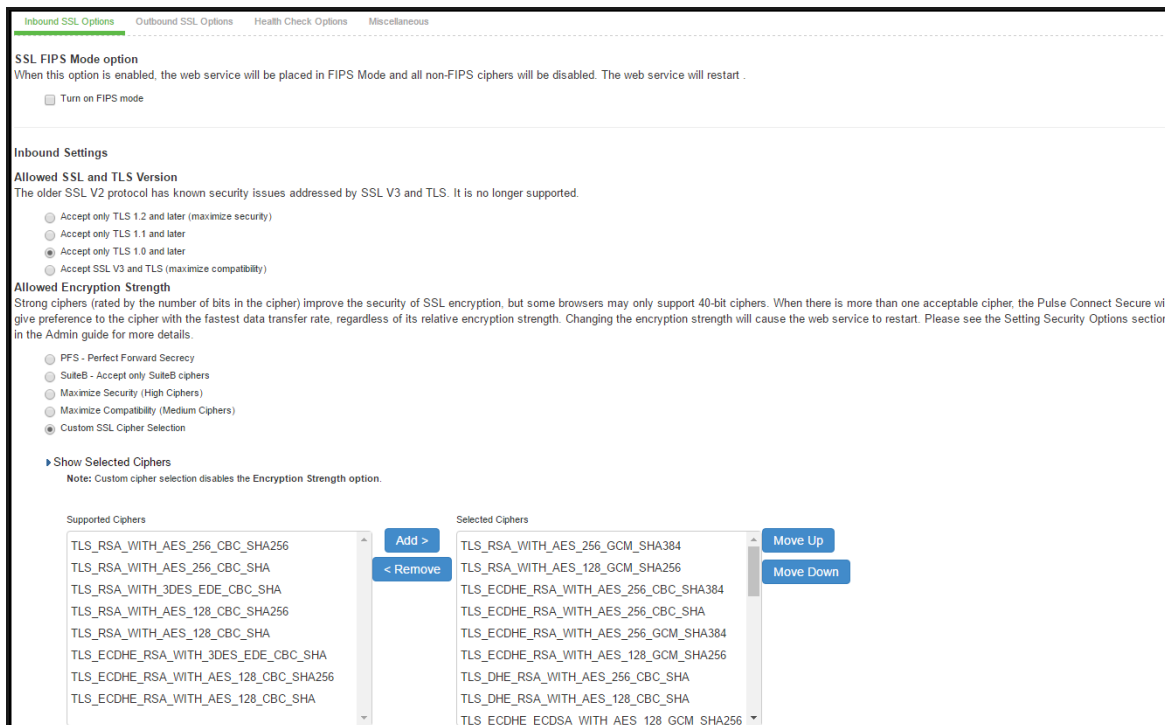 Inbound SSL Options Outbound SSL Options Health Check Options Miscellaneous
SSL FIPS Mode option
When this option is enabled, the web service will be placed in FIPS Mode and all non-FIPS ciphers will be disabled. The web service will restart .
Turn on FIPS mode
Inbound Settings
Allowed SSL and TLS Version
The older SSL V2 protocol has known security issues addressed by SSL V3 and TLS. It is no longer supported.
Accept only TLS 1.2 and later (maximize security)
Accept only TLS 1.1 and later
Accept only TLS 1.0 and later
Accept SSL V3 and TLS (maximize compatibility)
Allowed Encryption Strength
Strong ciphers (rated by the number of bits in the cipher) improve the security of SSL encryption, but some browsers may only support 40-bit ciphers. When there is more than one acceptable cipher, the Pulse Connect Secure wi
give preference to the cipher with the fastest data transfer rate, regardless of its relative encryption strength. Changing the encryption strength will cause the web service to restart. Please see the Setting Security Options section
in the Admin guide for more details.
PFS - Perfect Forward Secrecy
SuiteB - Accept only SuiteB ciphers
Maximize Security (High Ciphers)
Maximize Compatibility (Medium Ciphers)
Custom SSL Cipher Selection
Show Selected Ciphers
Note: Custom cipher selection disables the Encryption Strength option.
Supported Ciphers
TLS_RSA_WITH_AES_256_CBC_SHA256
TLS_RSA_WITH_AES_256_CBC_SHA
TLS_RSA_WITH_3DES_EDE_CBC_SHA
TLS_RSA_WITH_AES_128_CBC_SHA256
TLS_RSA_WITH_AES_128_CBC_SHA
TLS_ECDHE_RSA_WITH_3DES_EDE_CBC_SHA
TLS_ECDHE_RSA_WITH_AES_128_CBC_SHA256
TLS_ECDHE_RSA_WITH_AES_128_CBC_SHA
Add >
< Remove
Selected Ciphers
TLS_RSA_WITH_AES_256_GCM_SHA384
TLS_RSA_WITH_AES_128_GCM_SHA256
TLS_ECDHE_RSA_WITH_AES_256_CBC_SHA384
TLS_ECDHE_RSA_WITH_AES_256_CBC_SHA
TLS_ECDHE_RSA_WITH_AES_256_GCM_SHA384
TLS_ECDHE_RSA_WITH_AES_128_GCM_SHA256
TLS_DHE_RSA_WITH_AES_256_CBC_SHA
TLS_DHE_RSA_WITH_AES_128_CBC_SHA
TLS_ECDHE_ECDSA_WITH_AES_128_GCM_SHA256
Move Up
Move Down